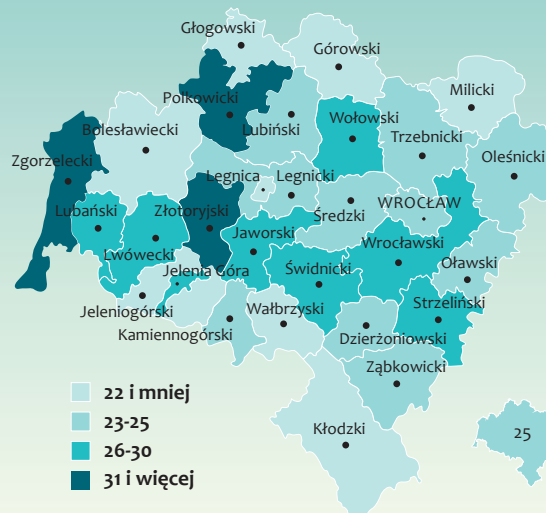 Głogowski
Górowski
Milicki
Polkowicki
Lubiński
Wołowski
Trzebnicki
Bolesławiecki
Oleśnicki
Zgorzelecki
Legnica
Legnicki
Średzki
WROCŁAW
Lubański
Złotoryjski
Jaworski
Wrocławski
Lwówecki
Jelenia Góra
Świdnicki
Oławski
Jeleniogórski
Wałbrzyski
Strzeliński
Kamiennogórski
Dzierżoniowski
Ząbkowicki
Kłodzki
22 i mniej
23-25
26-30
31 i więcej
25